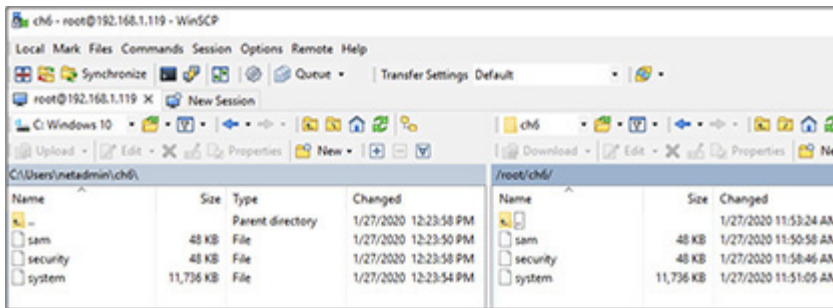 ch6 - root@192.168.1.119 - WinSCP
Local Mark Files Commands Session Options Remote Help
Synchronize Queue Transfer Settings Default
root@192.168.1.119 × New Session
C: Windows 10 ch6
Upload Edit Properties New Download Edit Properties
C:\Users\netadmin\ch6\ /root/ch6/
Name Size Type Changed Name Size Changed
.. Parent directory 1/27/2020 12:23:58 PM 1/27/2020 11:53:24 AM
sam 48 KB File 1/27/2020 12:23:50 PM sam 48 KB 1/27/2020 11:50:58 AM
security 48 KB File 1/27/2020 12:23:58 PM security 48 KB 1/27/2020 11:58:46 AM
system 11,736 KB File 1/27/2020 12:23:54 PM system 11,736 KB 1/27/2020 11:51:05 AM